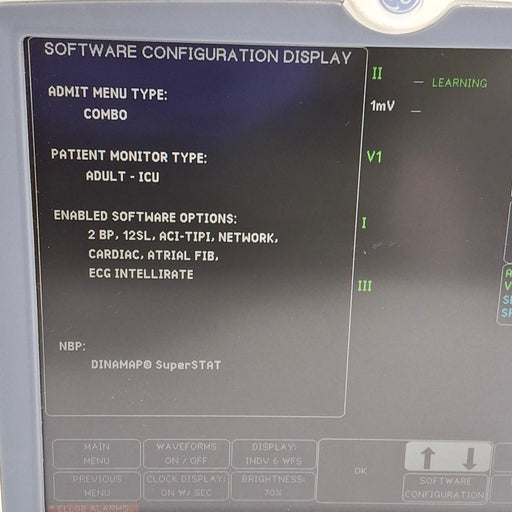 SOFTWARE CONFIGURATION DISPLAY
ADMIT MENU TYPE:
COMBO
PATIENT MONITOR TYPE:
ADULT - ICU
ENABLED SOFTWARE OPTIONS:
2 BP, 12SL, ACI-TIPI, NETWORK,
CARDIAC, ATRIAL FIB,
ECG INTELLIRATE
NBP:
DINAMAP® SuperSTAT
II
LEARNING
1mV
V1
I
III
MAIN
MENU
WAVEFORMS
ON / OFF
DISPLAY:
INDV 6 WFS
PREVIOUS
MENU
CLOCK DISPLAY:
ON W/ SEC
BRIGHTNESS:
70%
OK
SOFTWARE
CONFIGURATION